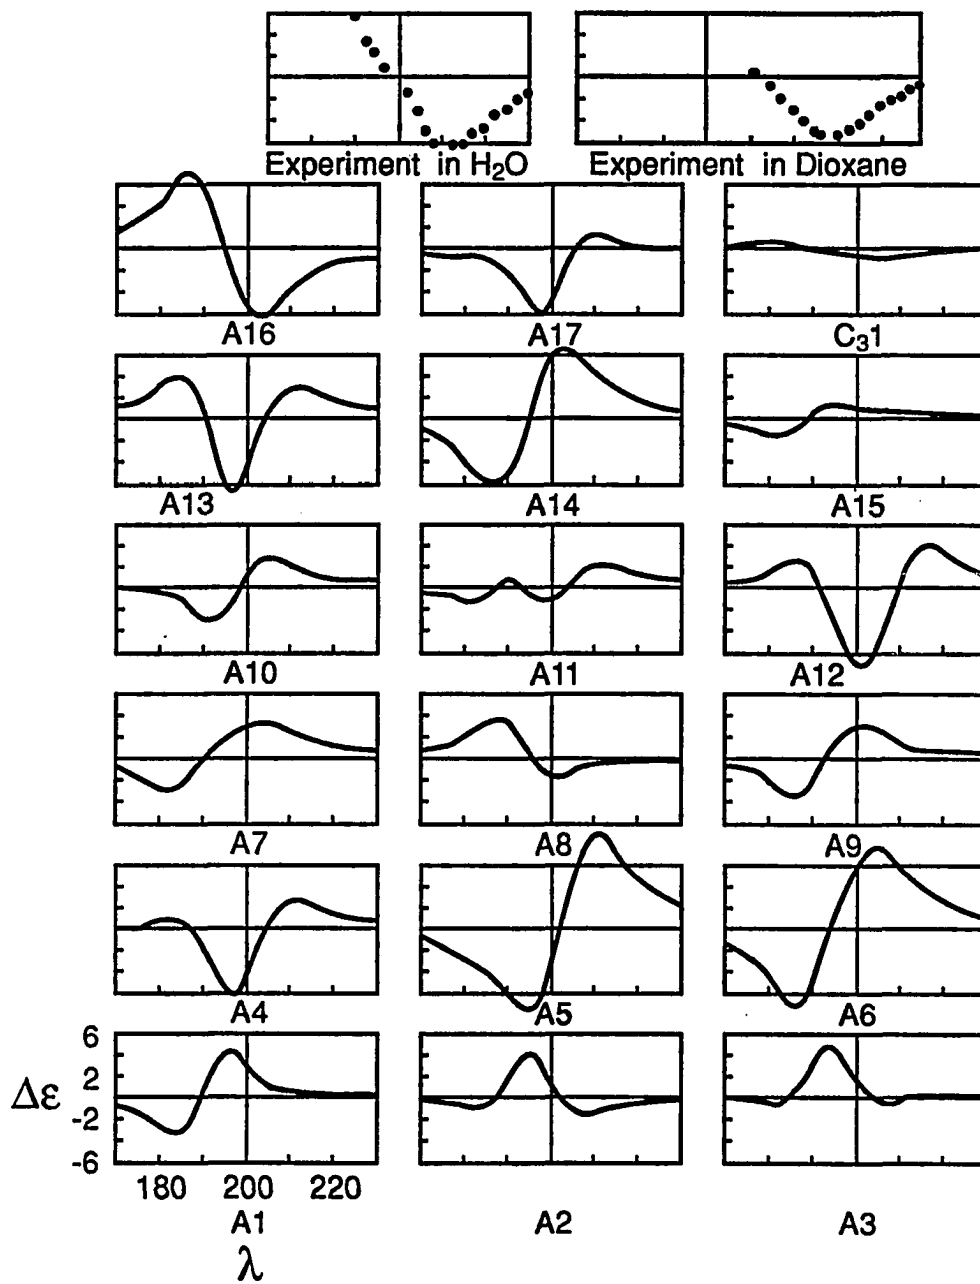 Experiment in H₂O Experiment in Dioxane
A16 A17 C₃1
A13 A14 A15
A10 A11 A12
A7 A8 A9
A4 A5 A6
6
2
Δε
-2
-6
180 200 220
A1 A2 A3
λ